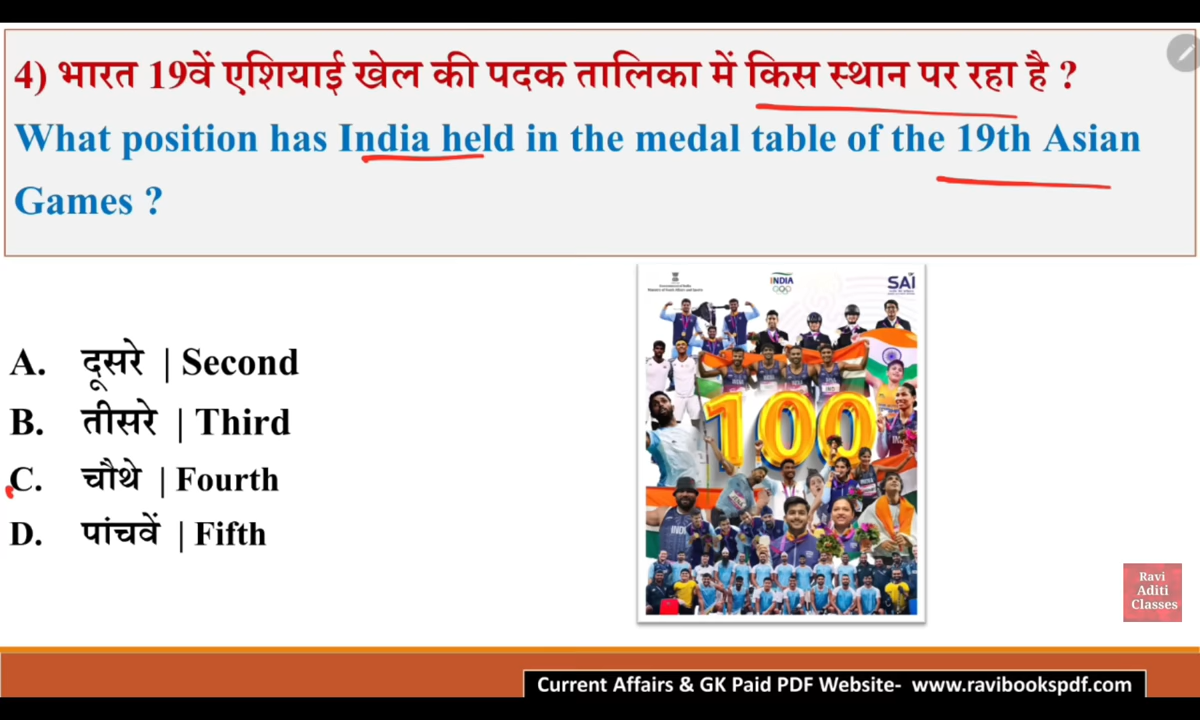 4) भारत 19वें एशियाई खेल की पदक तालिका में किस स्थान पर रहा है ?
What position has India held in the medal table of the 19th Asian
Games ?
INDIA
SAI
A. दूसरे | Second
B. तीसरे | Third
C. चौथे | Fourth
D. पांचवें | Fifth
100
Ravi
Aditi
Classes
Current Affairs & GK Paid PDF Website- www.ravibookspdf.com